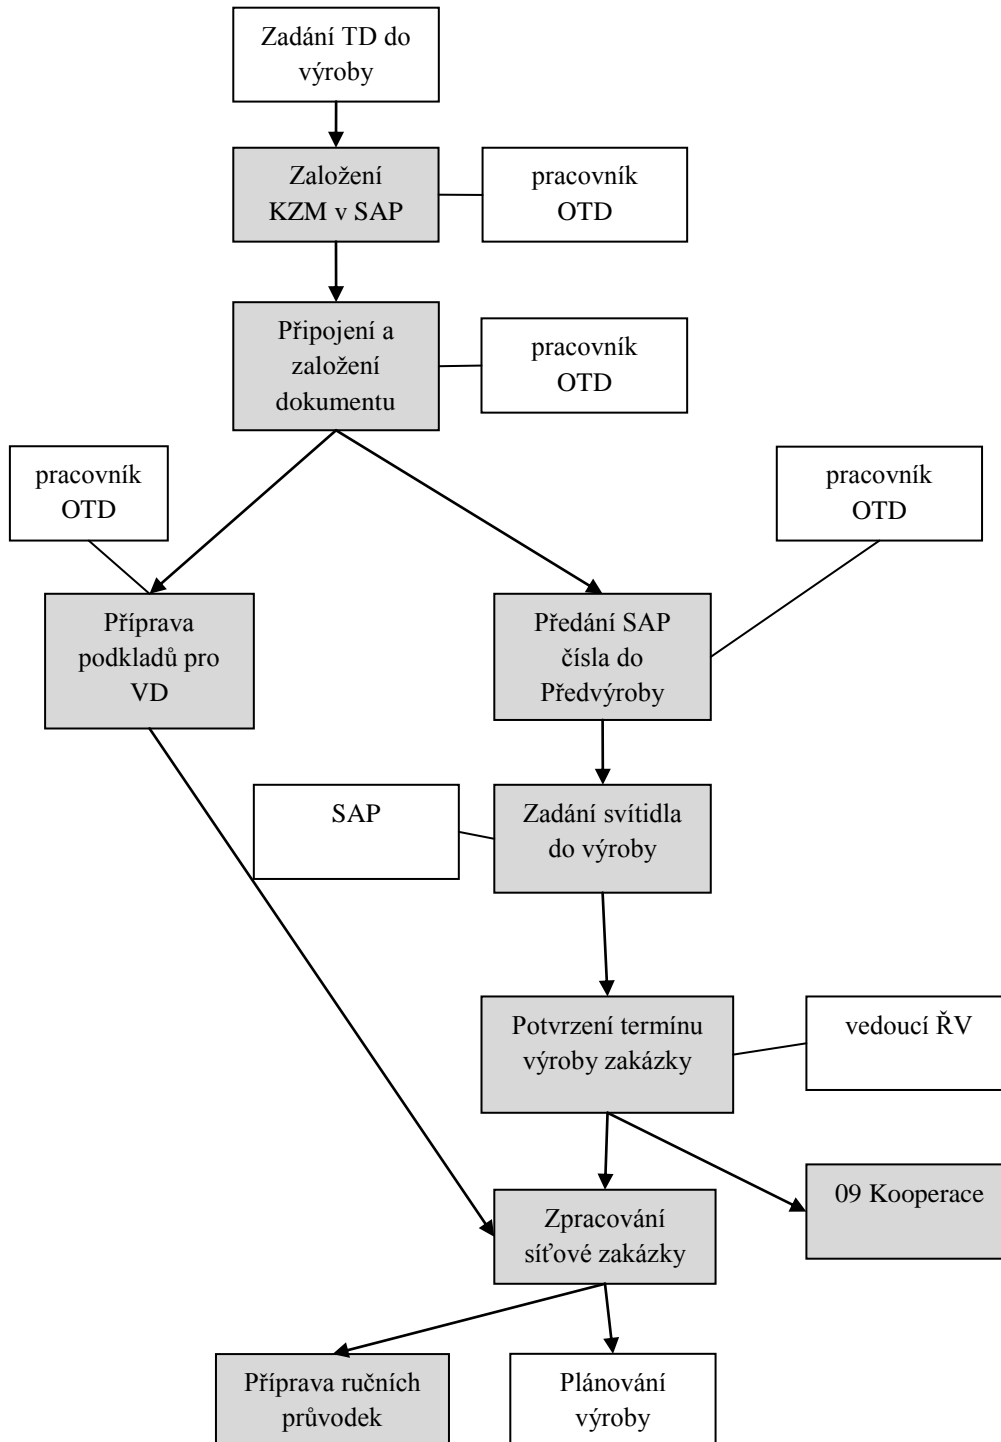 Zadání TD do
výroby
Založení
KZM v SAP
pracovník
OTD
Připojení a
založení
dokumentu
pracovník
OTD
pracovník
OTD
pracovník
OTD
Příprava
podkladů pro
VD
Předání SAP
čísla do
Předvýroby
SAP
Zadání svítidla
do výroby
Potvrzení termínu
výroby zakázky
vedoucí ŘV
09 Kooperace
Zpracování
síťové zakázky
Příprava ručních
průvodek
Plánování
výroby